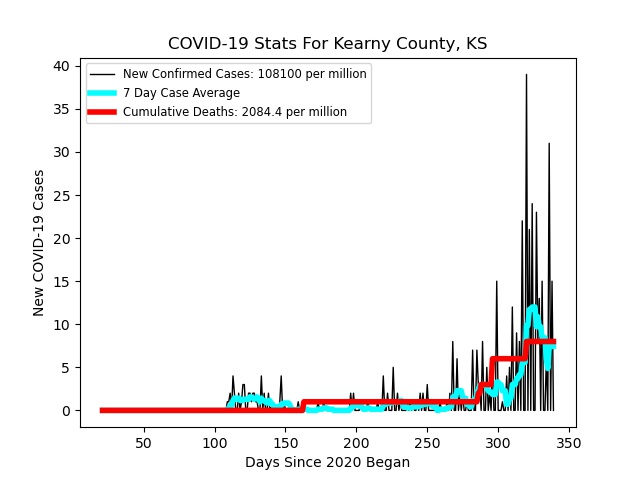 COVID-19 Stats For Kearny County, KS
New Confirmed Cases: 108100 per million
7 Day Case Average
Cumulative Deaths: 2084.4 per million
New COVID-19 Cases
40
35
30
25
20
15
10
5
0
50 100 150 200 250 300 350
Days Since 2020 Began